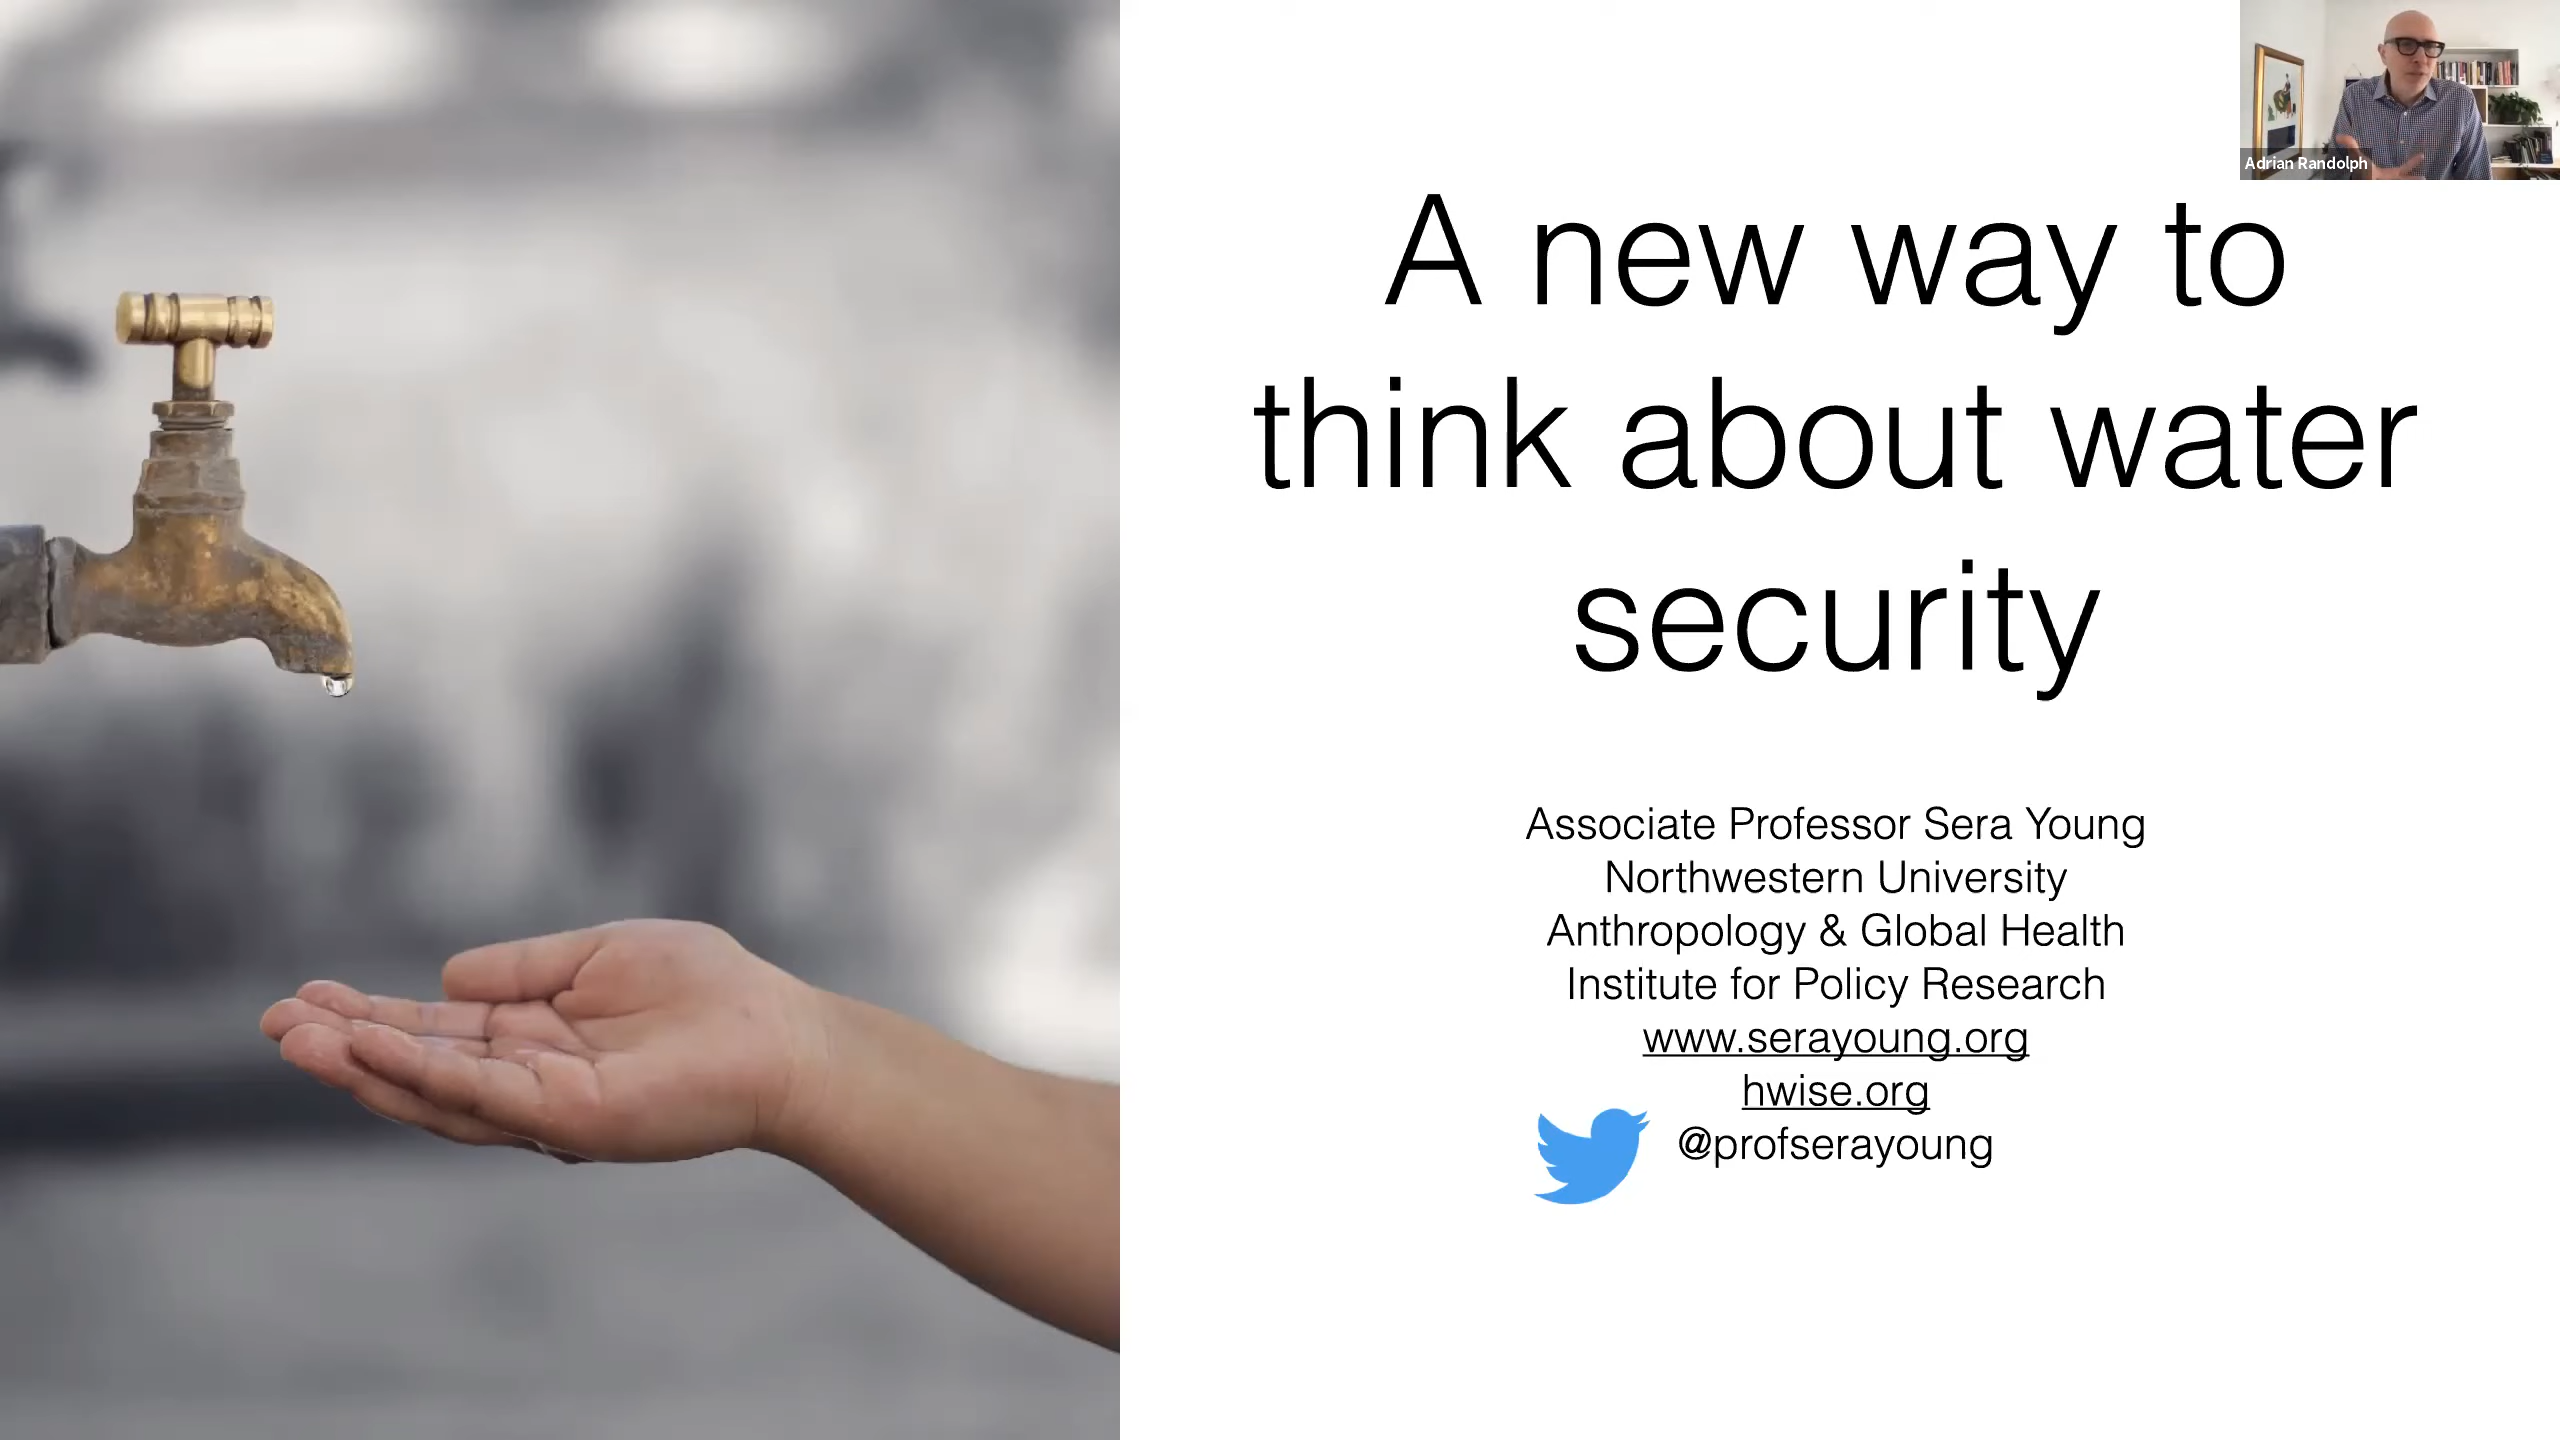 Adrian Randolph
A new way to
think about water
security
Associate Professor Sera Young
Northwestern University
Anthropology & Global Health
Institute for Policy Research
www.serayoung.org
hwise.org
@profserayoung